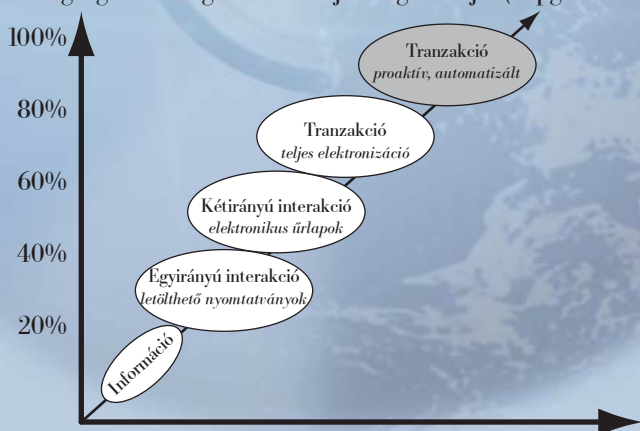 100%
Tranzakció
proaktív, automatizált
80%
Tranzakció
teljes elektronizáció
60%
Kétirányú interakció
elektronikus űrlapok
40%
Egyirányú interakció
letölthető nyomtatványok
20%
Információ